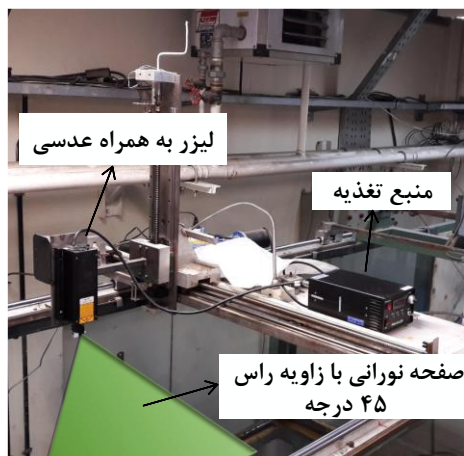 لیزر به همراه عدسی
منبع تغذیه
صفحه نورانی با زاویه راس
۴۵ درجه